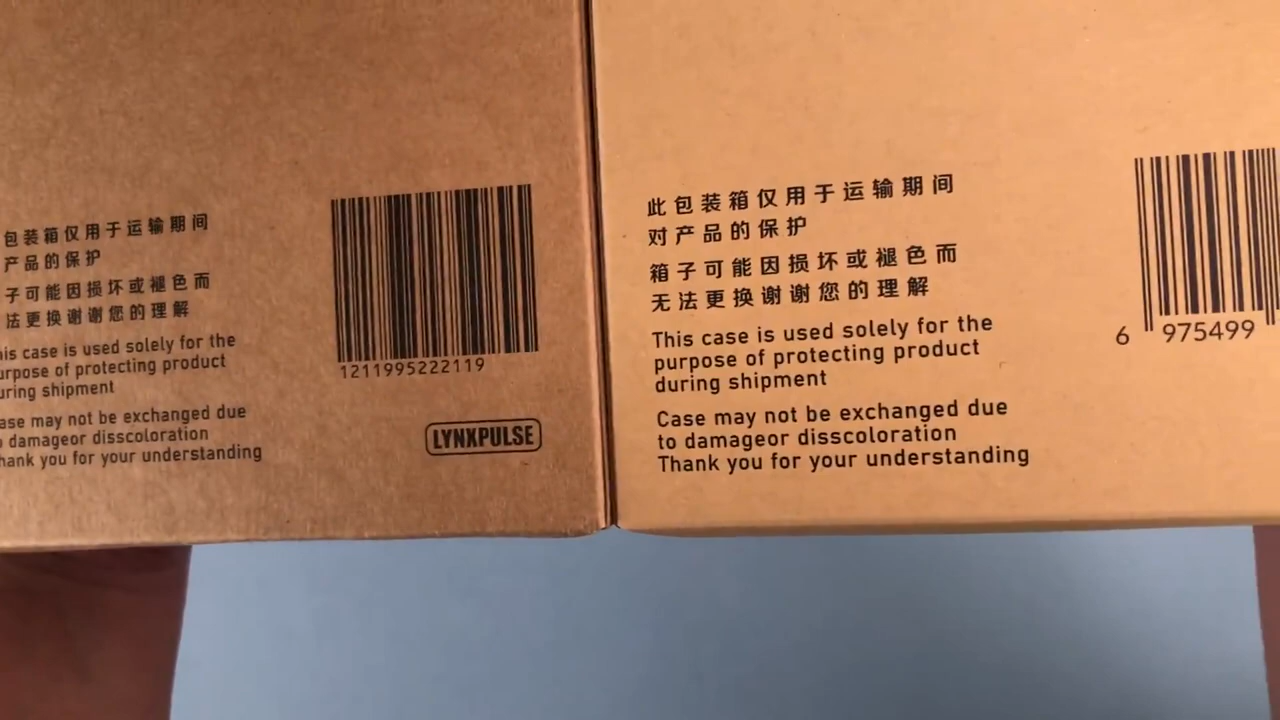 包装箱仅用于运输期间
产品的保护
子可能因损坏或褪色而
法更换谢谢您的理解
his case is used solely for the
urpose of protecting product
uring shipment
ase may not be exchanged due
o damageor disscoloration
hank you for your understanding
1211995222119
LYNXPULSE
此包装箱仅用于运输期间
对产品的保护
箱子可能因损坏或褪色而
无法更换谢谢您的理解
This case is used solely for the
purpose of protecting product
during shipment
Case may not be exchanged due
to damageor disscoloration
Thank you for your understanding
6 975499